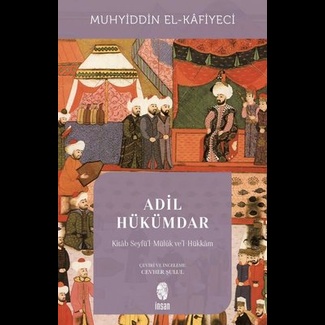 MUHYİDDİN EL-KÂFİYECİ
ADİL
HÜKÜMDAR
Kitâb Seyfü'l-Mülûk ve'l-Hükkâm
ÇEVİRİ VE İNCELEME
CEVHER ŞULUL
insan